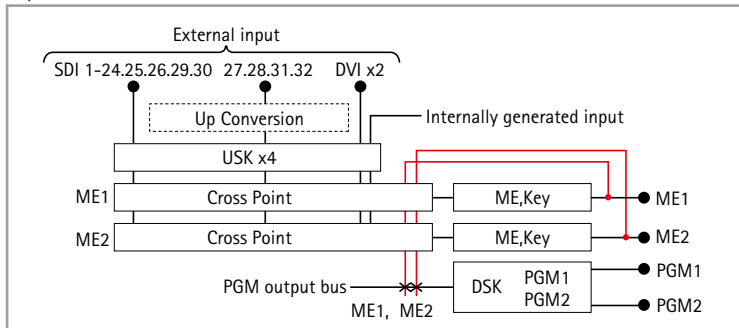 External input
SDI 1-24.25.26.29.30 27.28.31.32 DVI x2
Up Conversion
Internally generated input
USK x4
ME1 Cross Point ME,Key ME1
ME2 Cross Point ME,Key ME2
PGM output bus DSK PGM1 PGM1
PGM2 PGM2
ME1, ME2